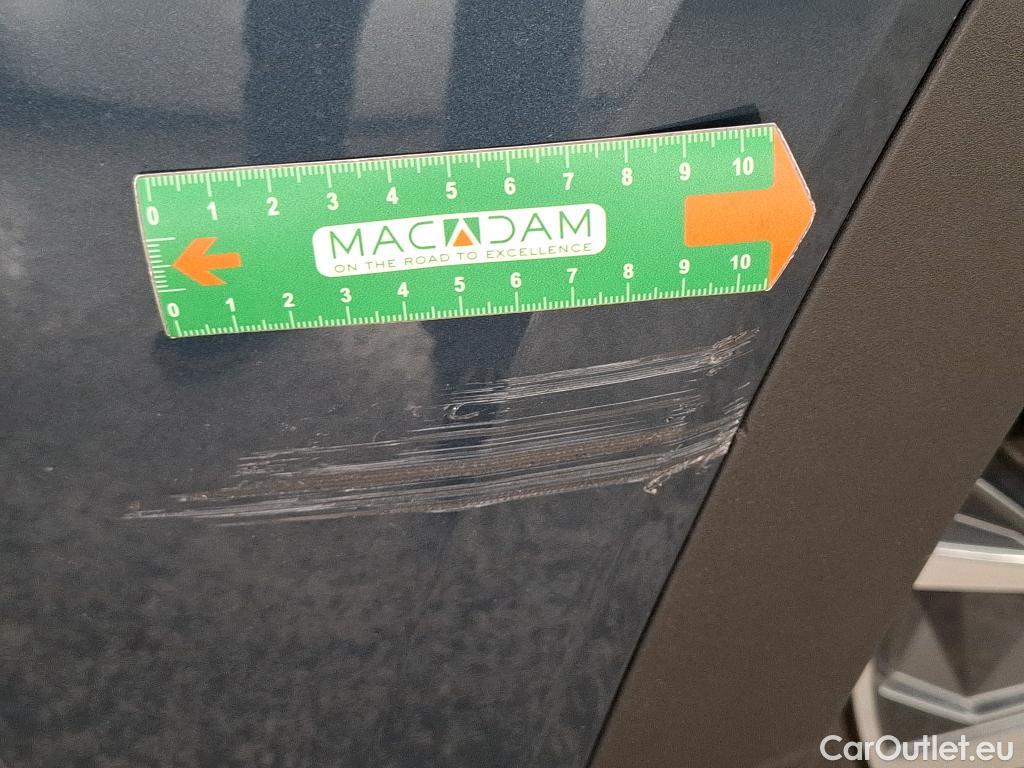 0 1 2 3 4 5 6 7 8 9 10
MACADAM
ON THE ROAD TO EXCELLENCE
0 1 2 3 4 5 6 7 8 9 10
CarOutlet.eu